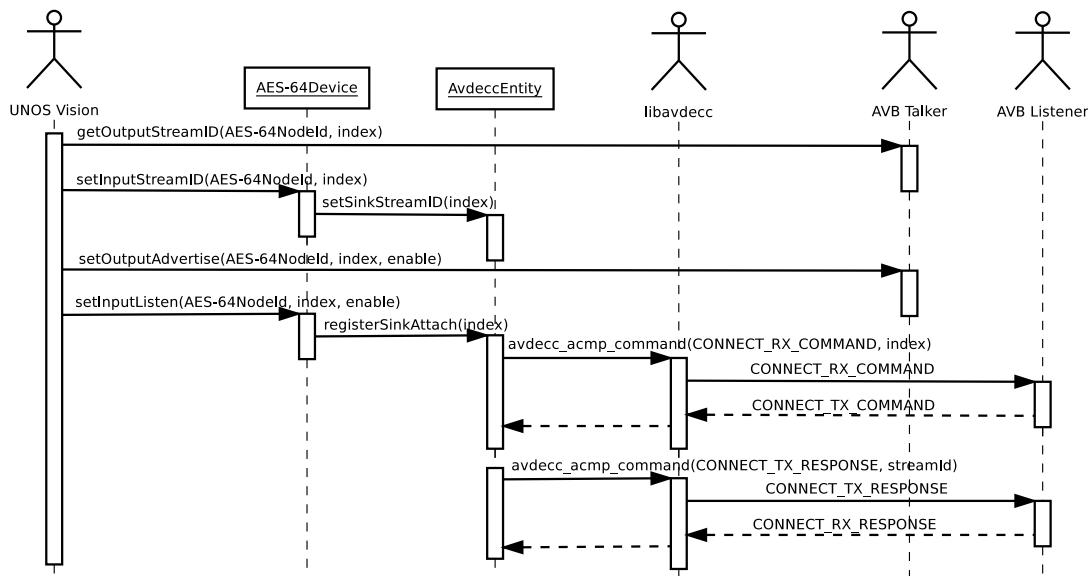 UNOS Vision
AES-64Device
AvdeccEntity
libavdecc
AVB Talker
AVB Listener
getOutputStreamID(AES-64NodeId, index)
setInputStreamID(AES-64NodeId, index)
setSinkStreamID(index)
setOutputAdvertise(AES-64NodeId, index, enable)
setInputListen(AES-64NodeId, index, enable)
registerSinkAttach(index)
avdecc_acmp_command(CONNECT_RX_COMMAND, index)
CONNECT_RX_COMMAND
CONNECT_TX_COMMAND
avdecc_acmp_command(CONNECT_TX_RESPONSE, streamId)
CONNECT_TX_RESPONSE
CONNECT_RX_RESPONSE